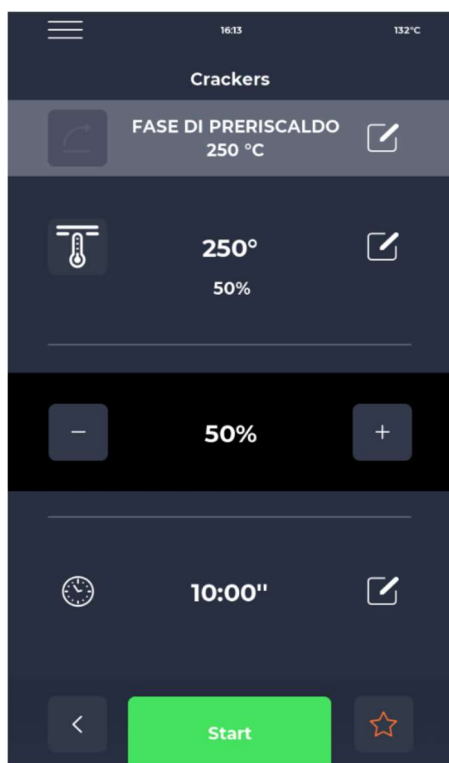 16:13
132°C
Crackers
FASE DI PRERISCALDO
250 °C
250°
50%
−
50%
+
10:00''
Start